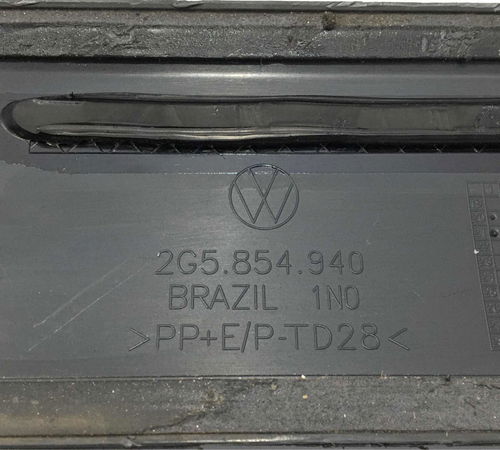 2G5.854.940
BRAZIL 1N0
>PP+E/P-TD28<